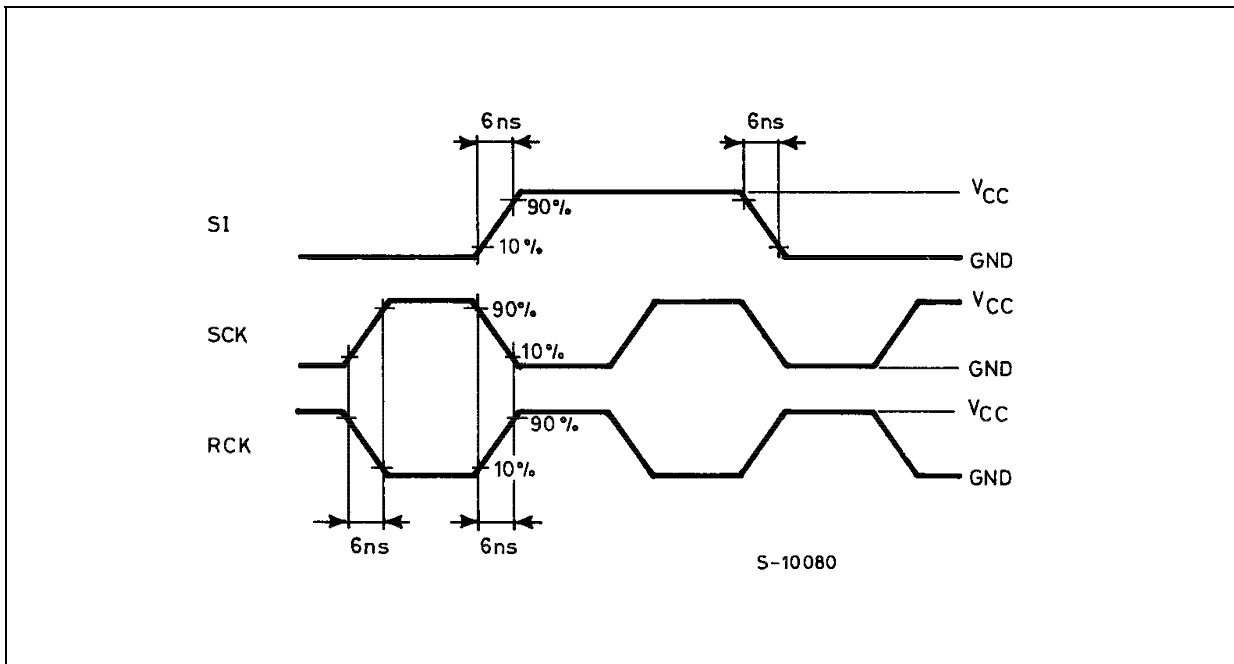 6ns 6ns
VCC
90%
SI
10%
GND
VCC
90%
SCK
10%
GND
VCC
90%
RCK
10%
GND
6ns 6ns
S-10080